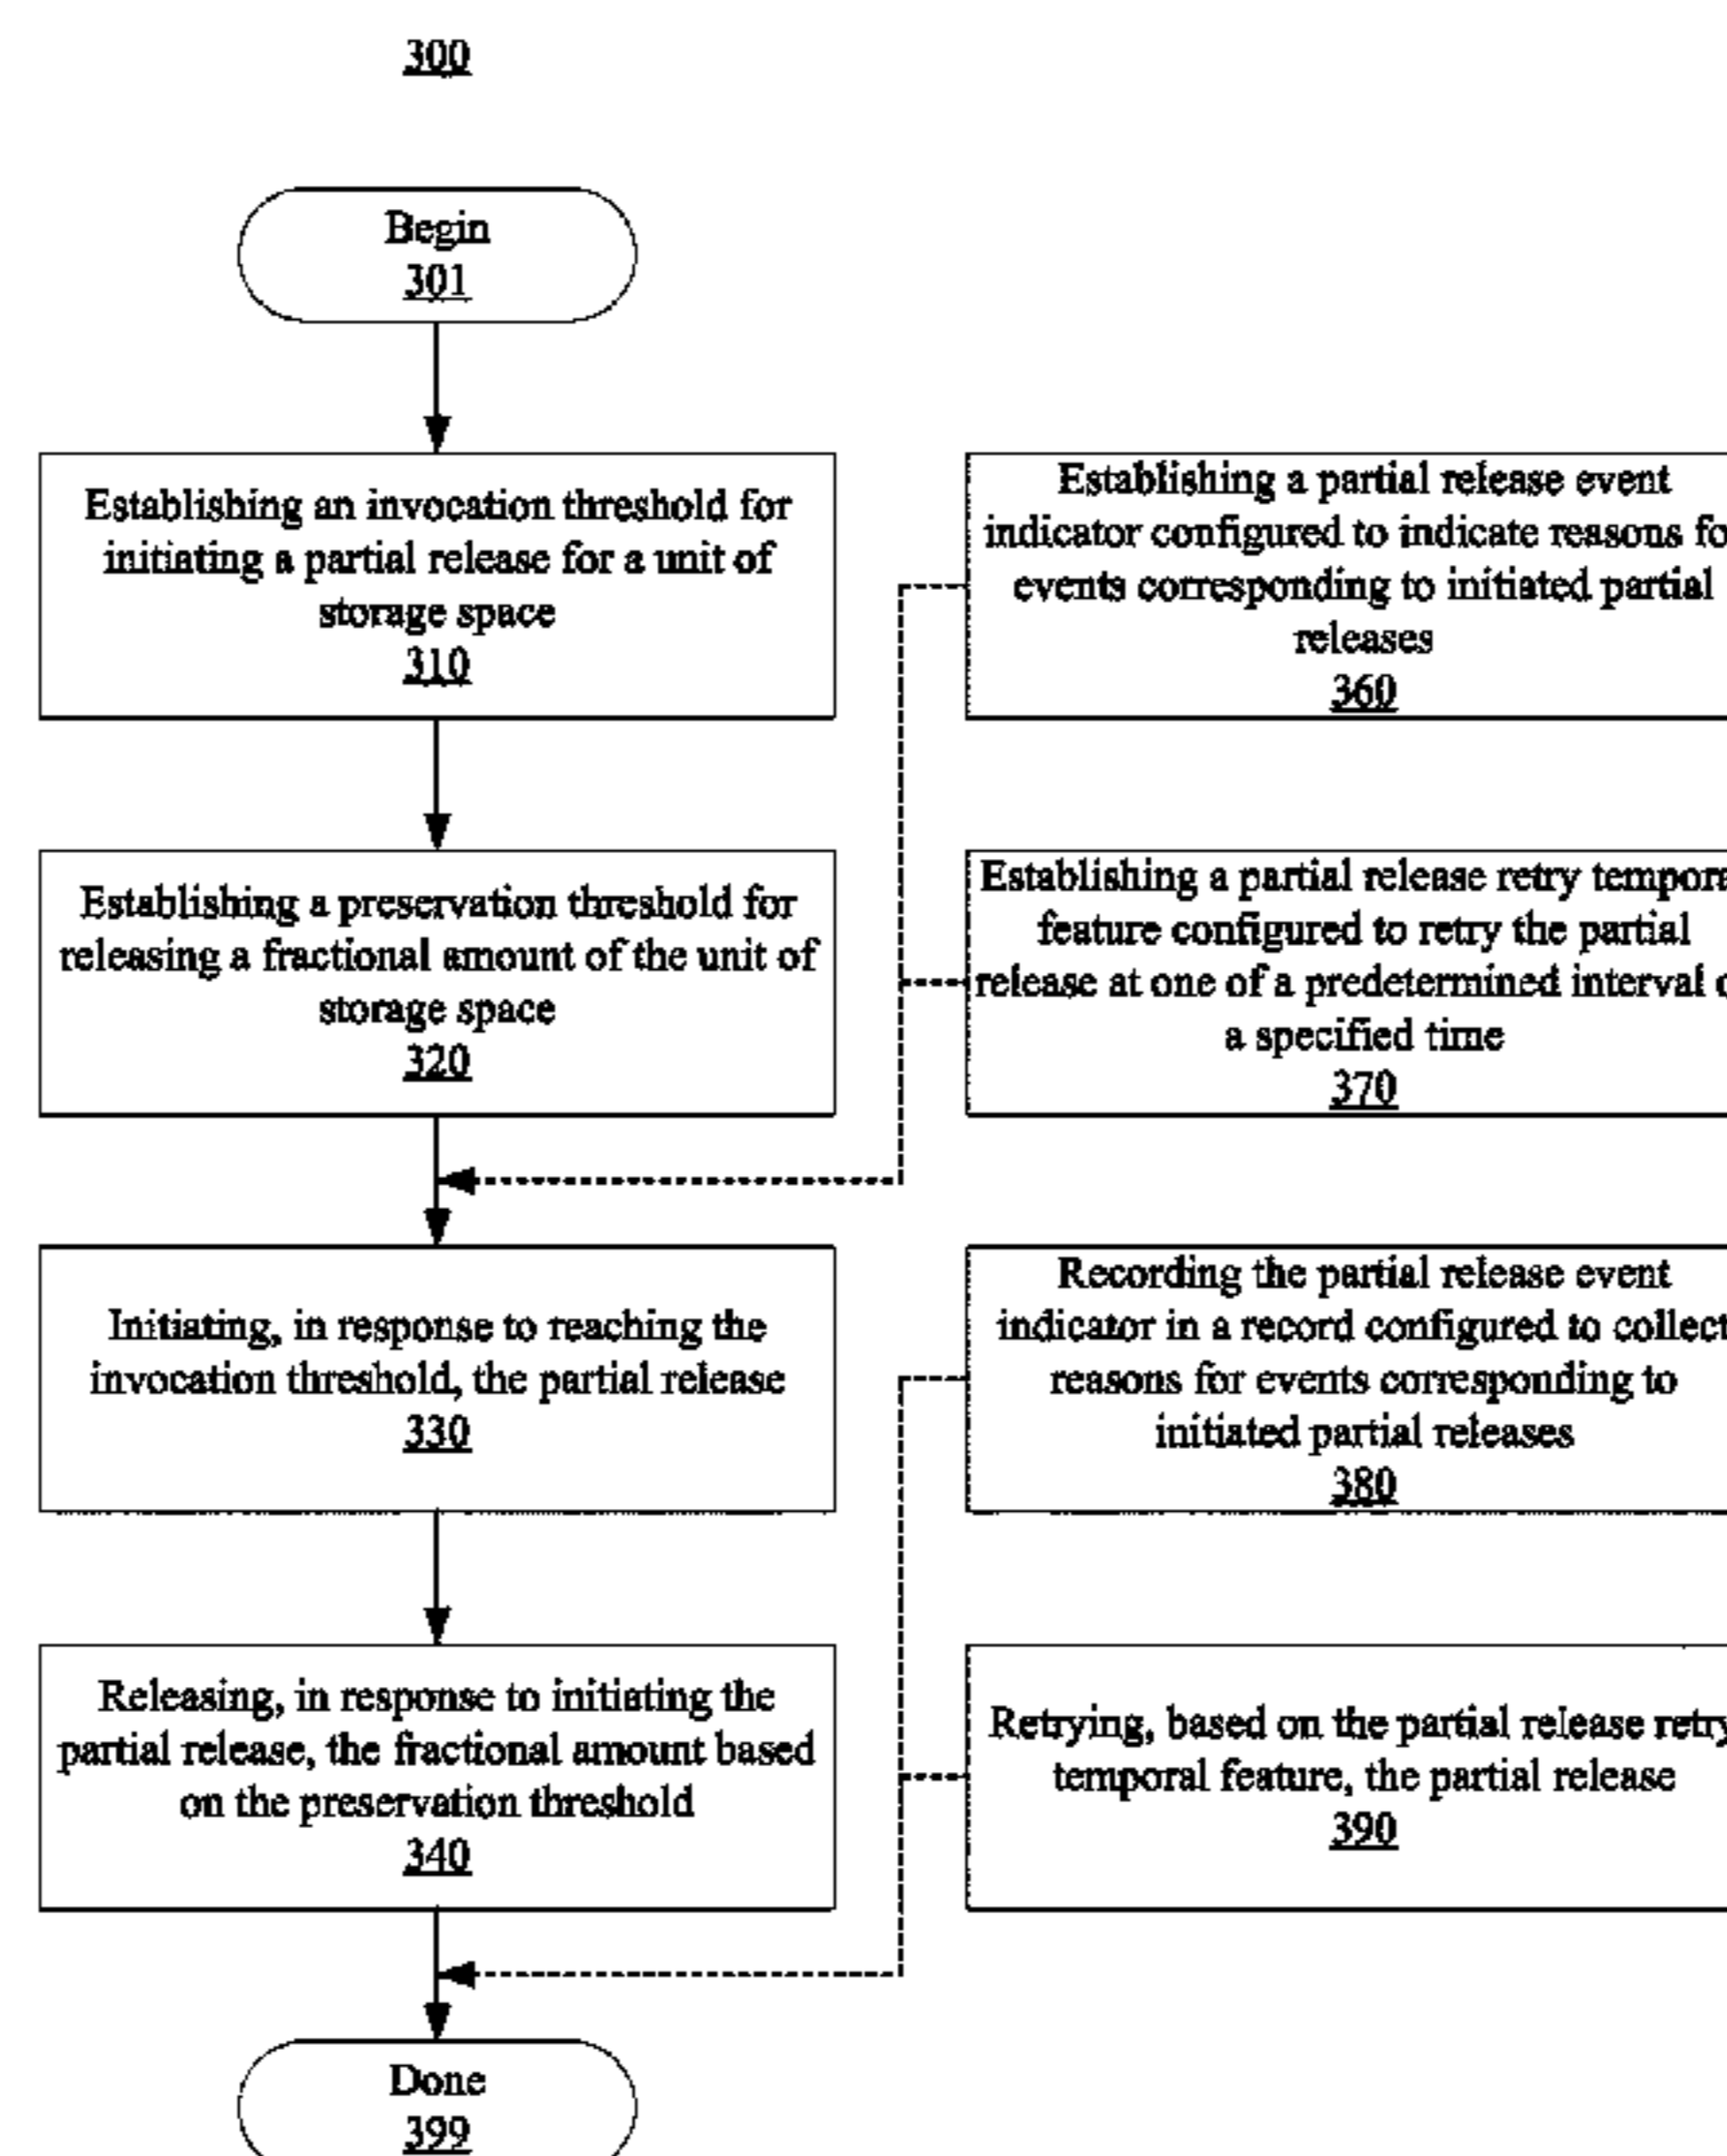 300
Begin
301
Establishing an invocation threshold for
initiating a partial release for a unit of
storage space
310
Establishing a preservation threshold for
releasing a fractional amount of the unit of
storage space
320
Initiating, in response to reaching the
invocation threshold, the partial release
330
Releasing, in response to initiating the
partial release, the fractional amount based
on the preservation threshold
340
Done
399
Establishing a partial release event
indicator configured to indicate reasons
events corresponding to initiated partial
releases
360
Establishing a partial release retry
feature configured to retry the partial
release at one of a predetermined interval
a specified time
370
Recording the partial release event
indicator in a record configured to collect
reasons for events corresponding to
initiated partial releases
380
Retrying, based on the partial release retry
temporal feature, the partial release
390